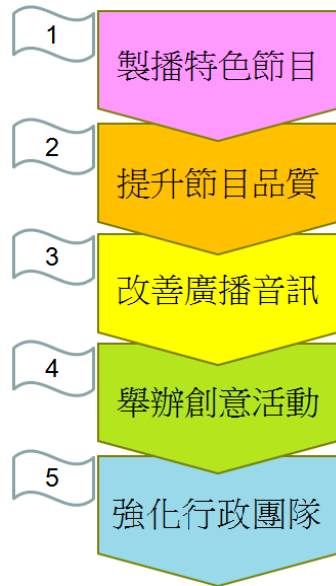 1
製播特色節目
2
提升節目品質
3
改善廣播音訊
4
舉辦創意活動
5
強化行政團隊